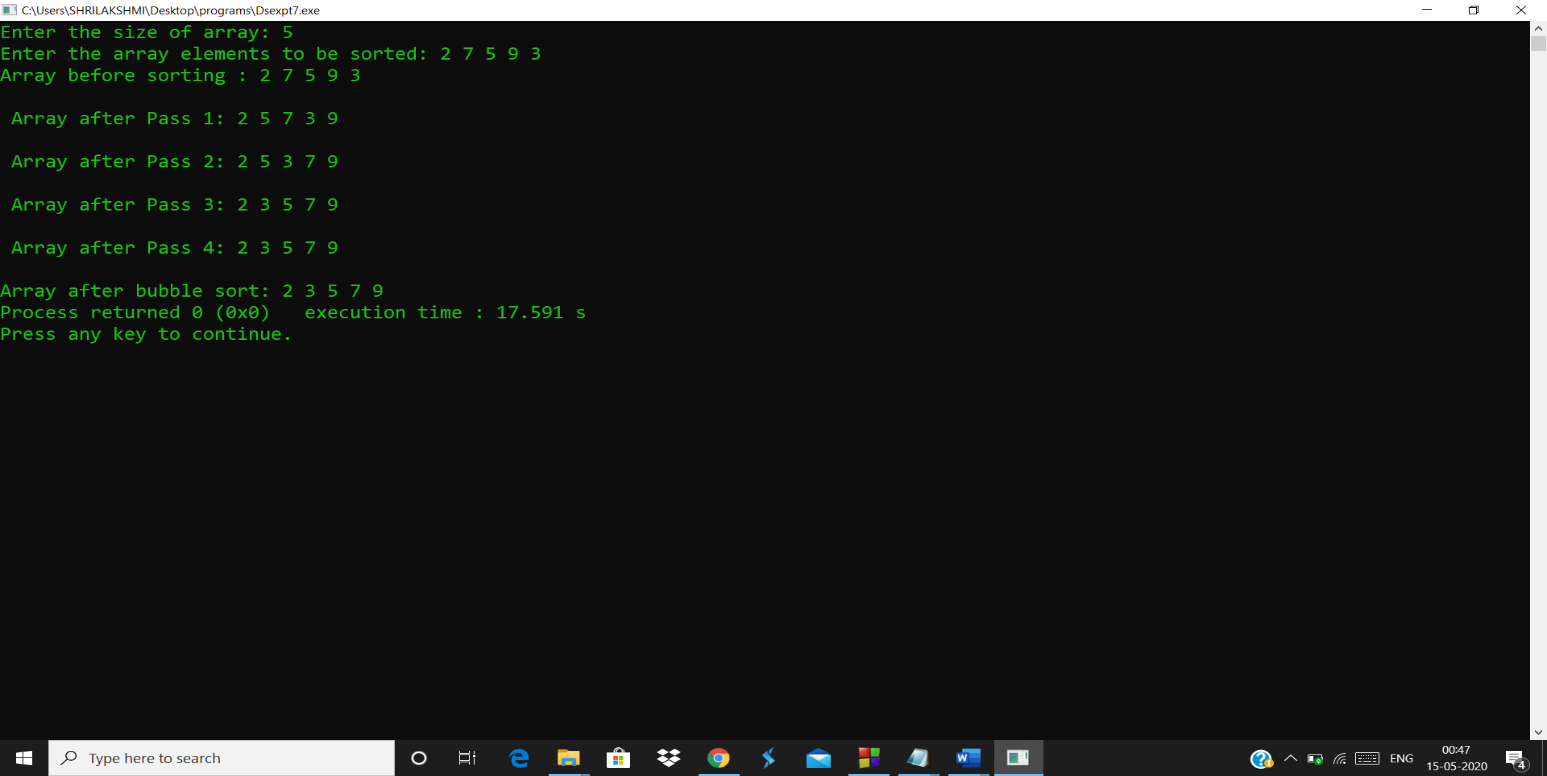 C:\Users\SHRILAKSHMI\Desktop\programs\Dsexpt7.exe
Enter the size of array: 5
Enter the array elements to be sorted: 2 7 5 9 3
Array before sorting : 2 7 5 9 3
Array after Pass 1: 2 5 7 3 9
Array after Pass 2: 2 5 3 7 9
Array after Pass 3: 2 3 5 7 9
Array after Pass 4: 2 3 5 7 9
Array after bubble sort: 2 3 5 7 9
Process returned 0 (0x0)   execution time : 17.591 s
Press any key to continue.
Type here to search
ENG
00:47
15-05-2020
4